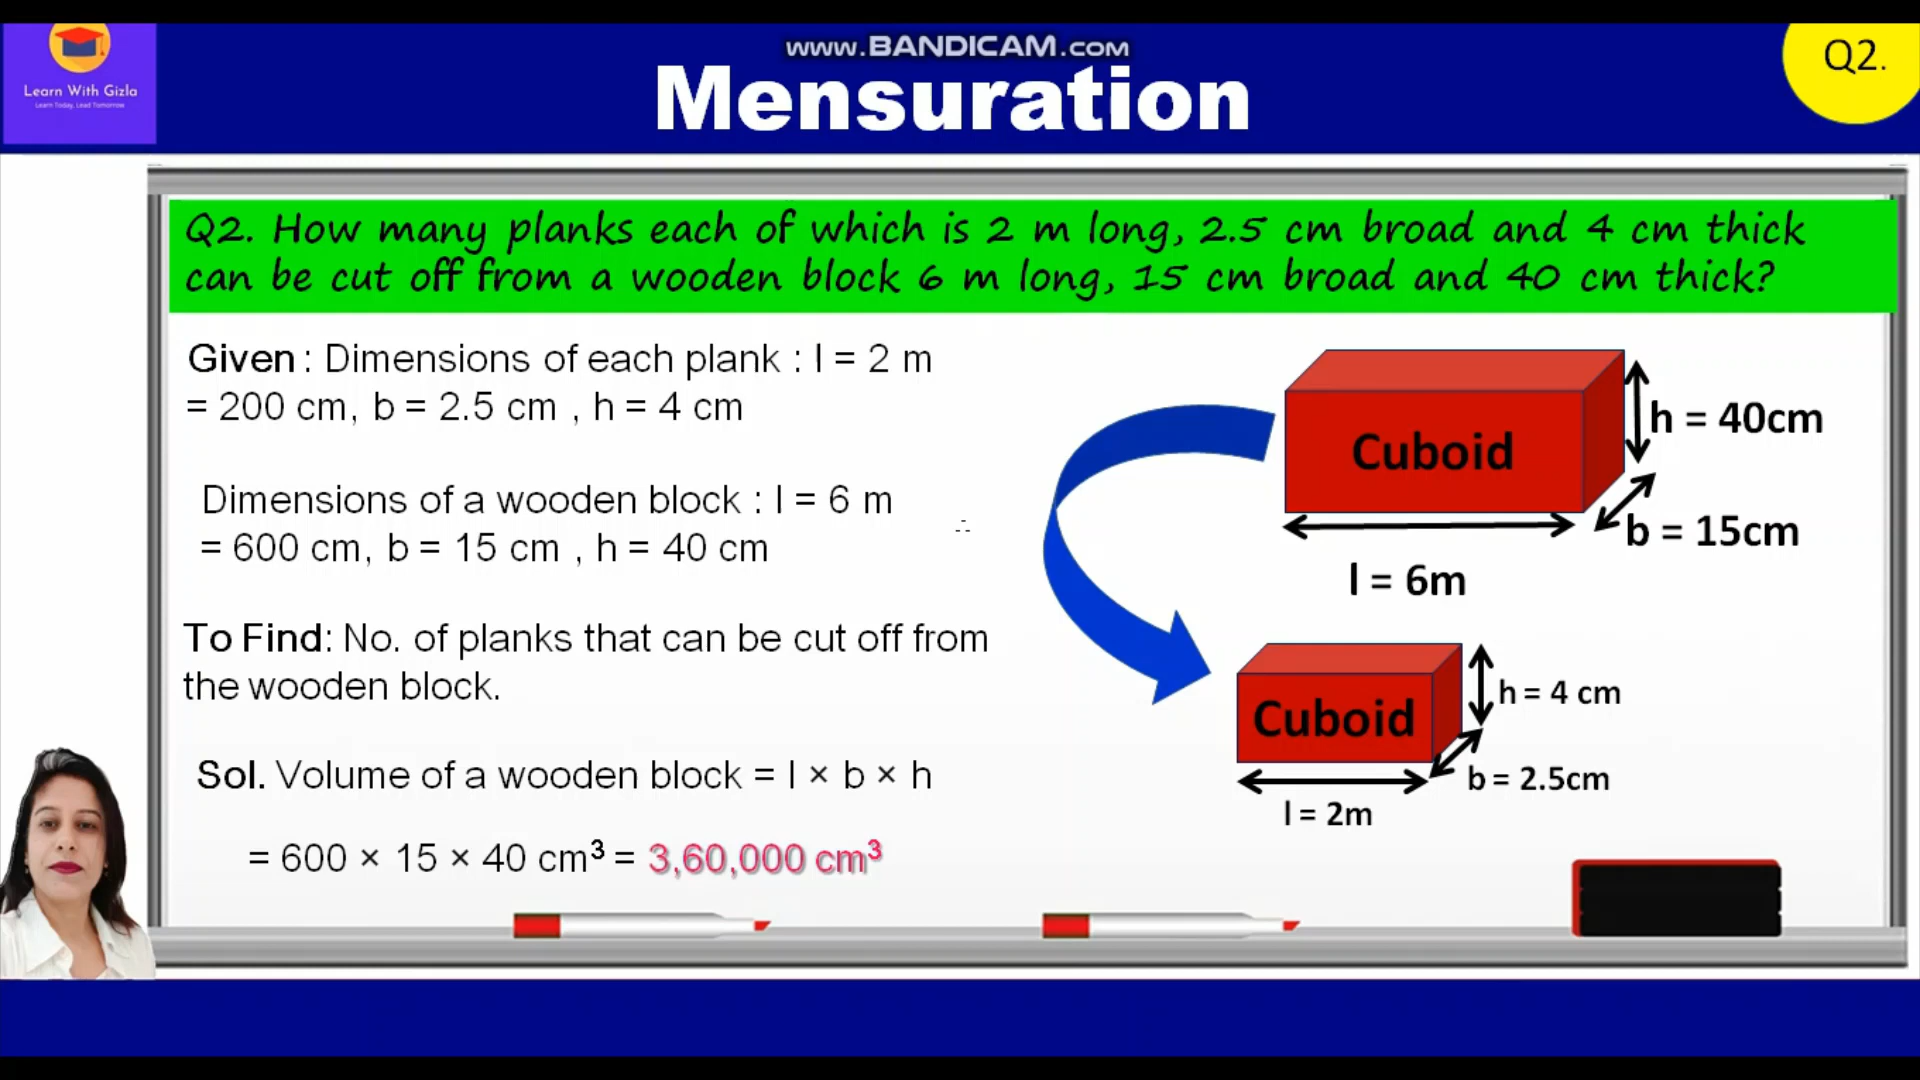 www.BANDICAM.com
Learn With Gizla
Learn Today, Lead Tomorrow
Mensuration
Q2.
Q2. How many planks each of which is 2 m long, 2.5 cm broad and 4 cm thick
can be cut off from a wooden block 6 m long, 15 cm broad and 40 cm thick?
Given : Dimensions of each plank : l = 2 m
= 200 cm, b = 2.5 cm , h = 4 cm
Dimensions of a wooden block : l = 6 m
= 600 cm, b = 15 cm , h = 40 cm
To Find: No. of planks that can be cut off from
the wooden block.
Sol. Volume of a wooden block = l × b × h
= 600 × 15 × 40 cm³ = 3,60,000 cm³
Cuboid
h = 40cm
b = 15cm
l = 6m
Cuboid
h = 4 cm
b = 2.5cm
l = 2m